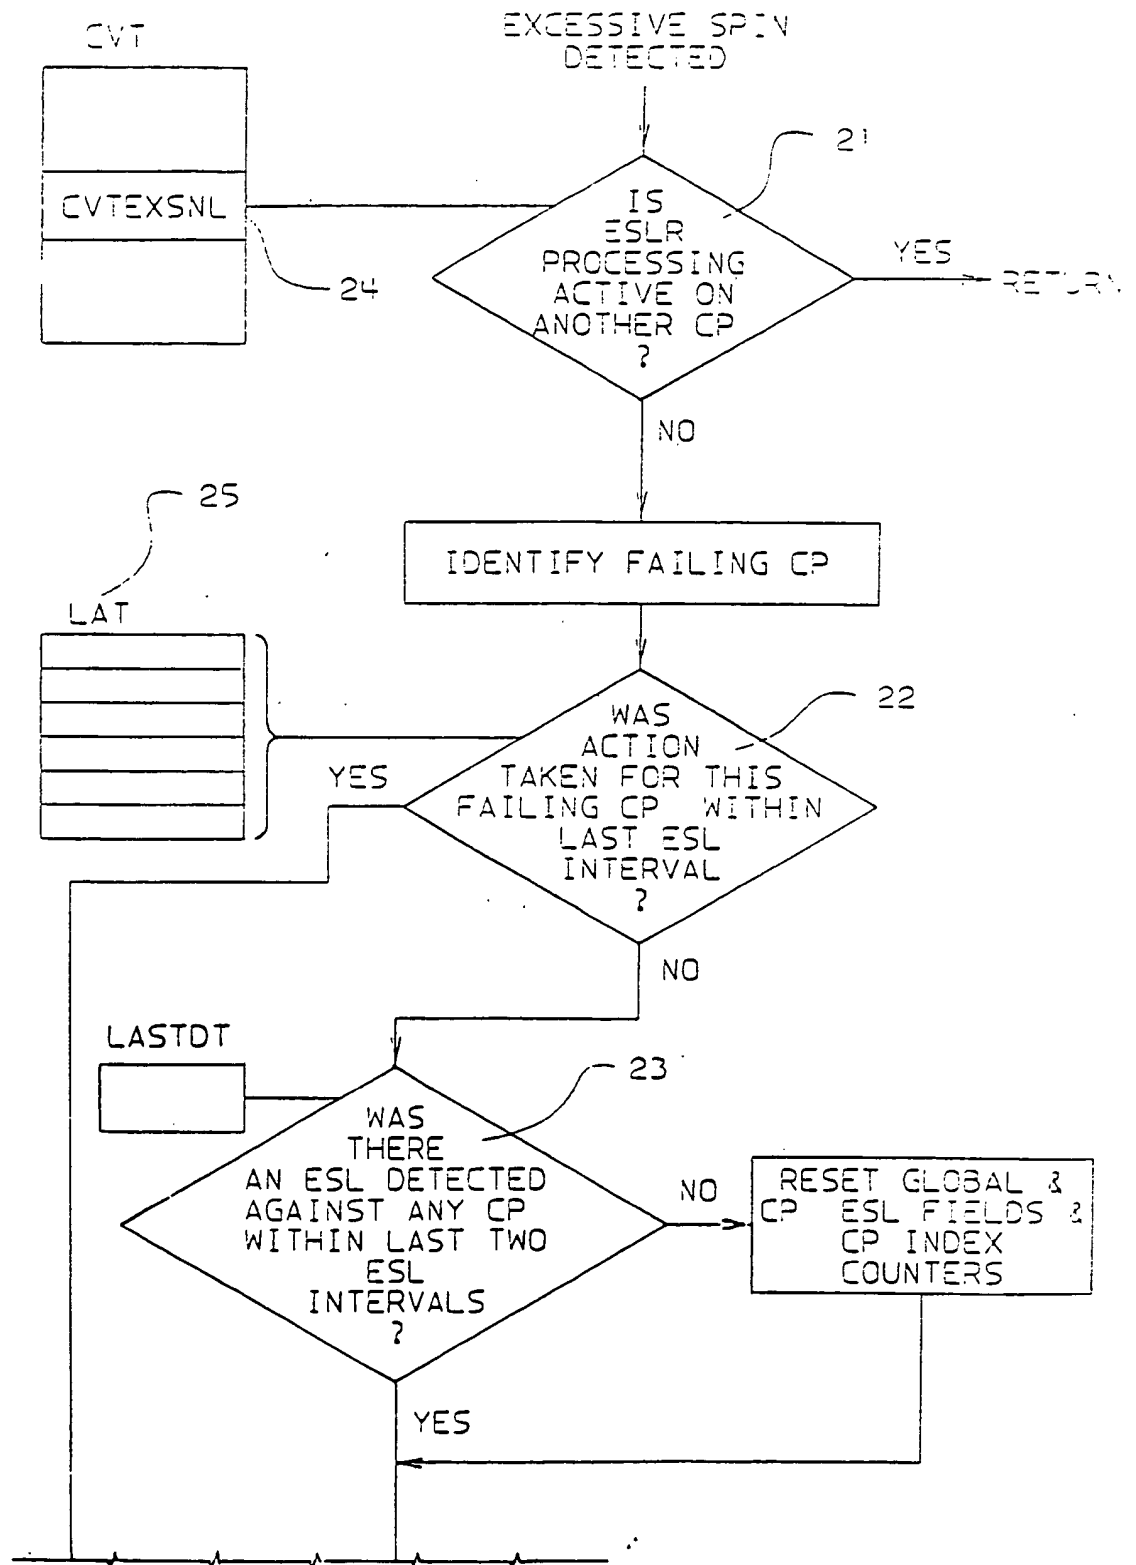 CVT
EXCESSIVE SPIN
DETECTED
21
CVTEXSNL
24
IS
ESLR
PROCESSING
ACTIVE ON
ANOTHER CP
?
YES
RETURN
NO
25
LAT
IDENTIFY FAILING CP
22
WAS
ACTION
TAKEN FOR THIS
FAILING CP WITHIN
LAST ESL
INTERVAL
?
YES
NO
LASTDT
23
WAS
THERE
AN ESL DETECTED
AGAINST ANY CP
WITHIN LAST TWO
ESL
INTERVALS
?
NO
RESET GLOBAL &
CP ESL FIELDS &
CP INDEX
COUNTERS
YES